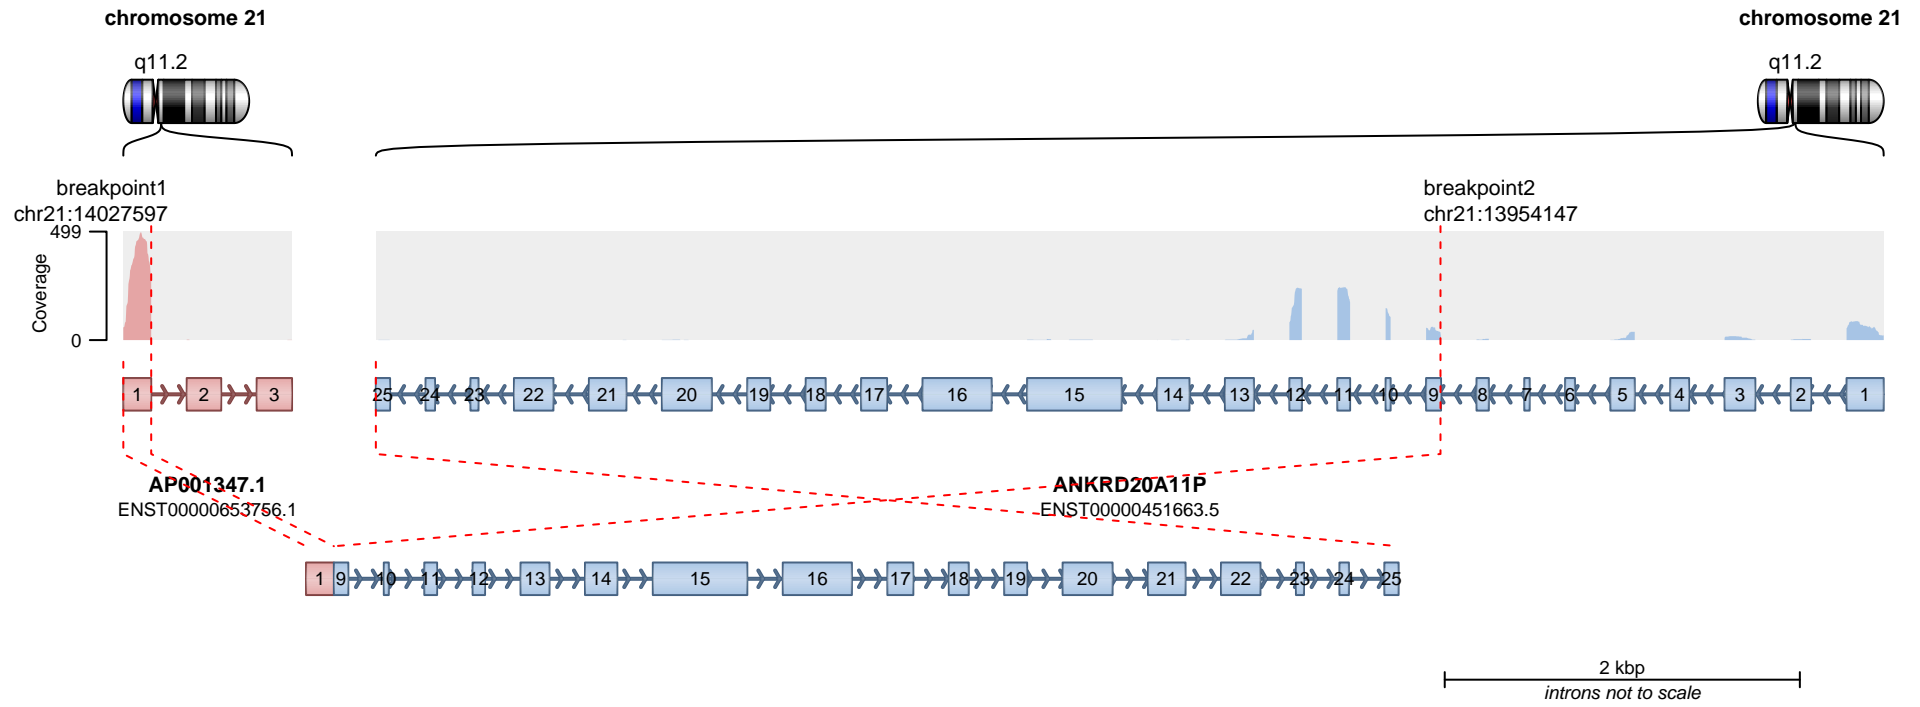 chromosome 21
chromosome 21
q11.2
q11.2
breakpoint1
chr21:14027597
breakpoint2
chr21:13954147
499
0
Coverage
1 2 3
25 24 23 22 21 20 19 18 17 16 15 14 13 12 11 10 9 8 7 6 5 4 3 2 1
AP001347.1
ENST00000653756.1
ANKRD20A11P
ENST00000451663.5
1 9 10 11 12 13 14 15 16 17 18 19 20 21 22 23 24 25
2 kbp
introns not to scale